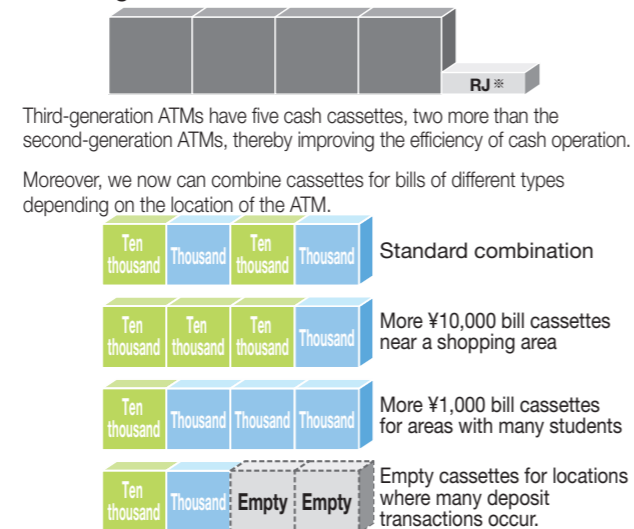 RJ※
Third-generation ATMs have five cash cassettes, two more than the
second-generation ATMs, thereby improving the efficiency of cash operation.
Moreover, we now can combine cassettes for bills of different types
depending on the location of the ATM.
Ten
thousand
Thousand
Ten
thousand
Thousand
Standard combination
Ten
thousand
Ten
thousand
Ten
thousand
Thousand
More ¥10,000 bill cassettes
near a shopping area
Ten
thousand
Thousand
Thousand
Thousand
More ¥1,000 bill cassettes
for areas with many students
Ten
thousand
Thousand
Empty
Empty
Empty cassettes for locations
where many deposit
transactions occur.